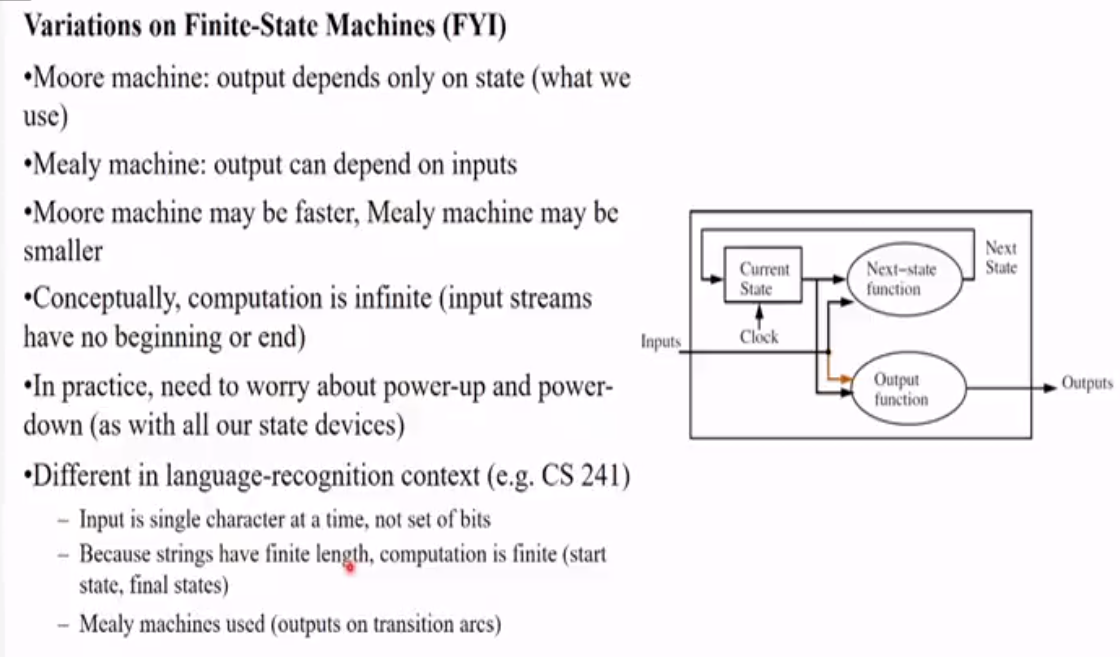 Variations on Finite-State Machines (FYI)
•Moore machine: output depends only on state (what we
use)
•Mealy machine: output can depend on inputs
•Moore machine may be faster, Mealy machine may be
smaller
•Conceptually, computation is infinite (input streams
have no beginning or end)
•In practice, need to worry about power-up and power-
down (as with all our state devices)
•Different in language-recognition context (e.g. CS 241)
– Input is single character at a time, not set of bits
– Because strings have finite length, computation is finite (start
state, final states)
– Mealy machines used (outputs on transition arcs)
Current
State
Next–state
function
Next
State
Clock
Inputs
Output
function
Outputs